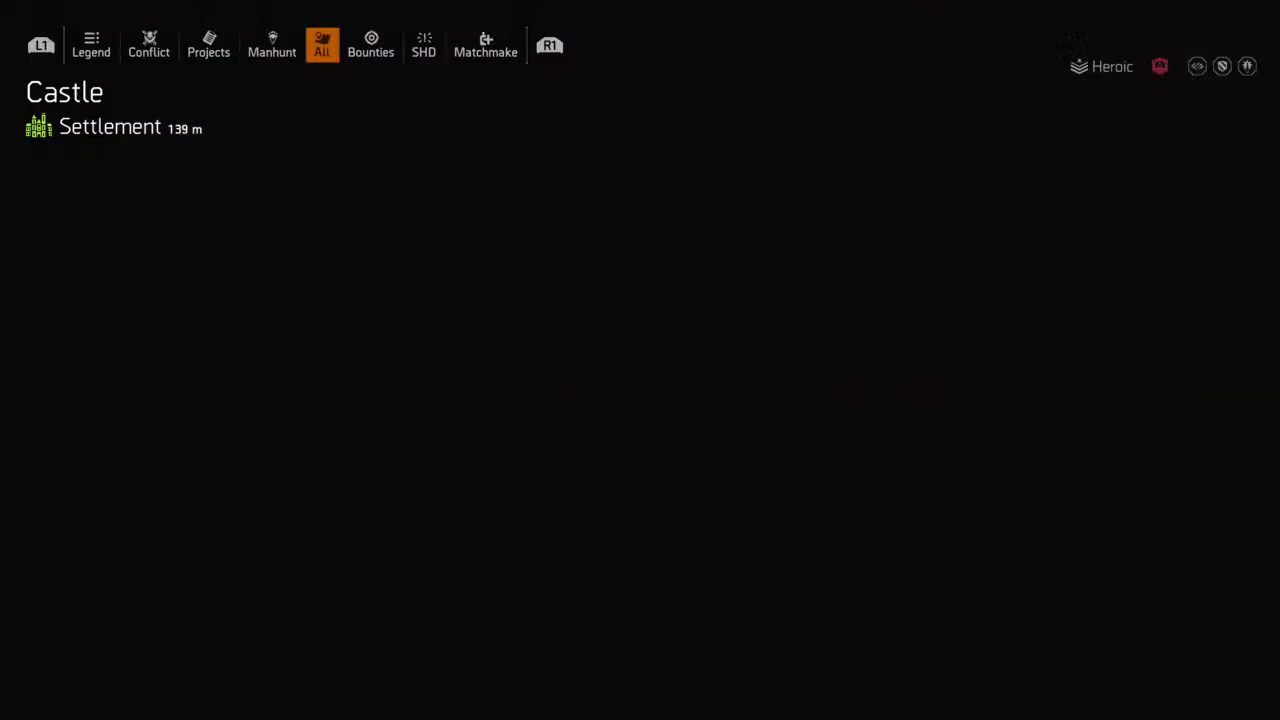 L1 Legend Conflict Projects Manhunt All Bounties SHD Matchmake R1
Heroic
Castle
Settlement 139 m